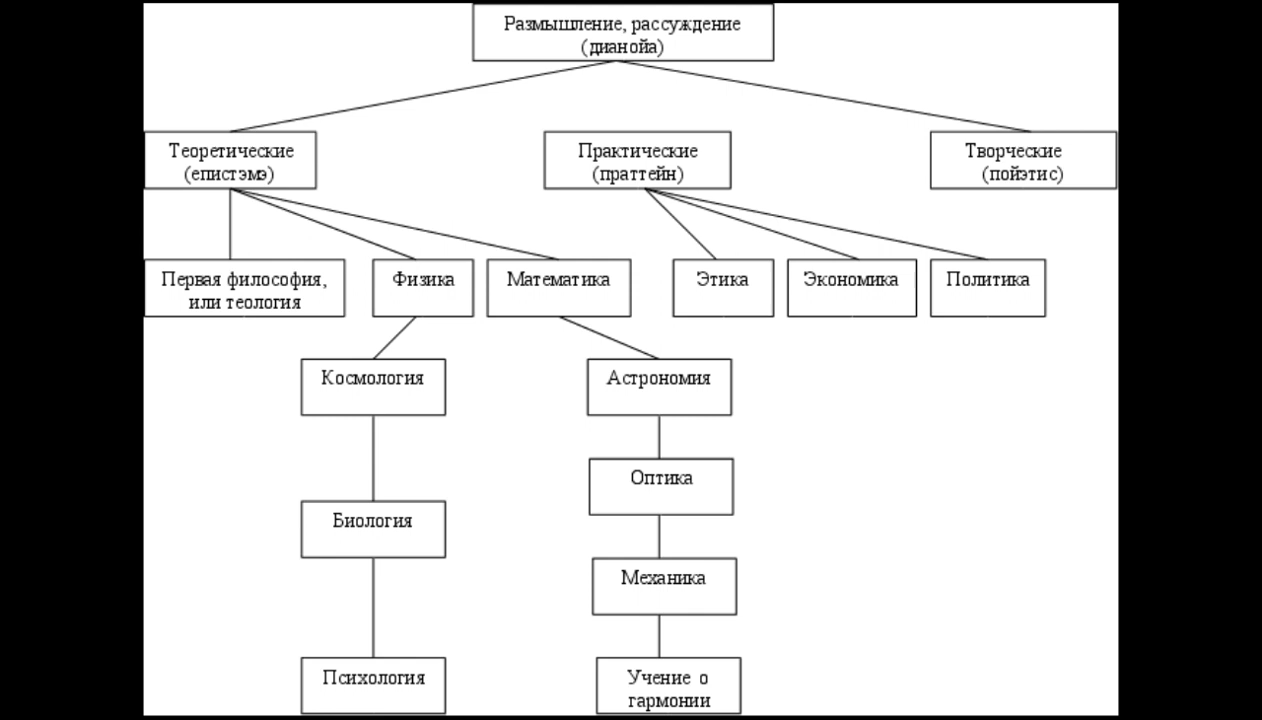 Размышление, рассуждение
(дианойа)
Теоретические
(епистэмэ)
Практические
(праттейн)
Творческие
(пойэтис)
Первая философия,
или теология
Физика
Математика
Этика
Экономика
Политика
Космология
Астрономия
Оптика
Биология
Механика
Психология
Учение о
гармонии